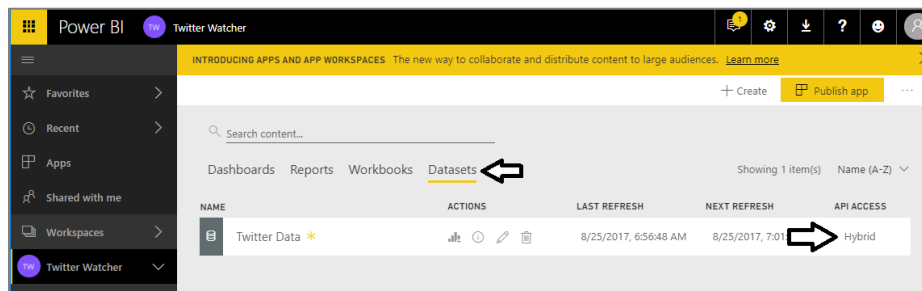 Power BI TW Twitter Watcher 1 ?
INTRODUCING APPS AND APP WORKSPACES The new way to collaborate and distribute content to large audiences. Learn more
Favorites
Recent
Apps
Shared with me
Workspaces
TW Twitter Watcher
+ Create Publish app ...
Search content...
Dashboards Reports Workbooks Datasets Showing 1 item(s) Name (A-Z)
NAME ACTIONS LAST REFRESH NEXT REFRESH API ACCESS
Twitter Data * 8/25/2017, 6:56:48 AM 8/25/2017, 7:01: Hybrid